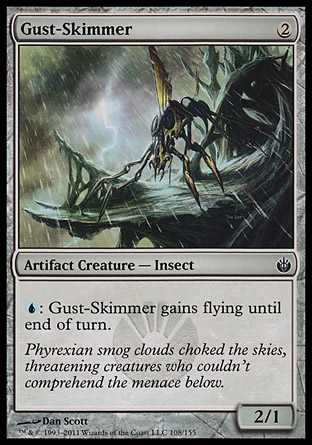 Gust-Skimmer 2
Artifact Creature — Insect
: Gust-Skimmer gains flying until
end of turn.
Phyrexian smog clouds choked the skies,
threatening creatures who couldn't
comprehend the menace below.
Dan Scott
™ & © 1993–2011 Wizards of the Coast LLC 108/155
2/1